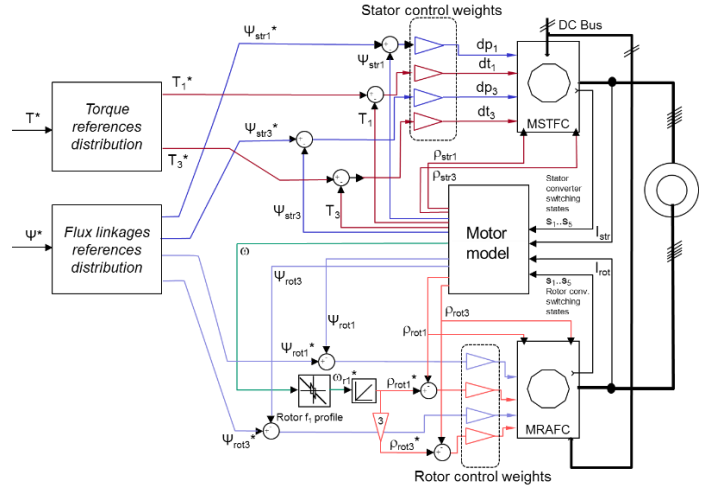 Stator control weights
DC Bus
Ψstr1*
Ψstr1
dp1
dt1
dp3
dt3
MSTFC
T*
Torque
references
distribution
T1*
T1
Ψstr3*
T3*
T3
Ψstr3
ρstr1
ρstr3
Stator
converter
switching
states
s1..s5
Istr
Ψ*
Flux linkages
references
distribution
Motor
model
ω
Ψrot3
Ψrot1
Irot
s1..s5
Rotor conv.
switching
states
ρrot3
ρrot1
Ψrot1*
ωr1*
ρrot1*
Rotor f1 profile
3
Ψrot3*
ρrot3*
MRAFC
Rotor control weights